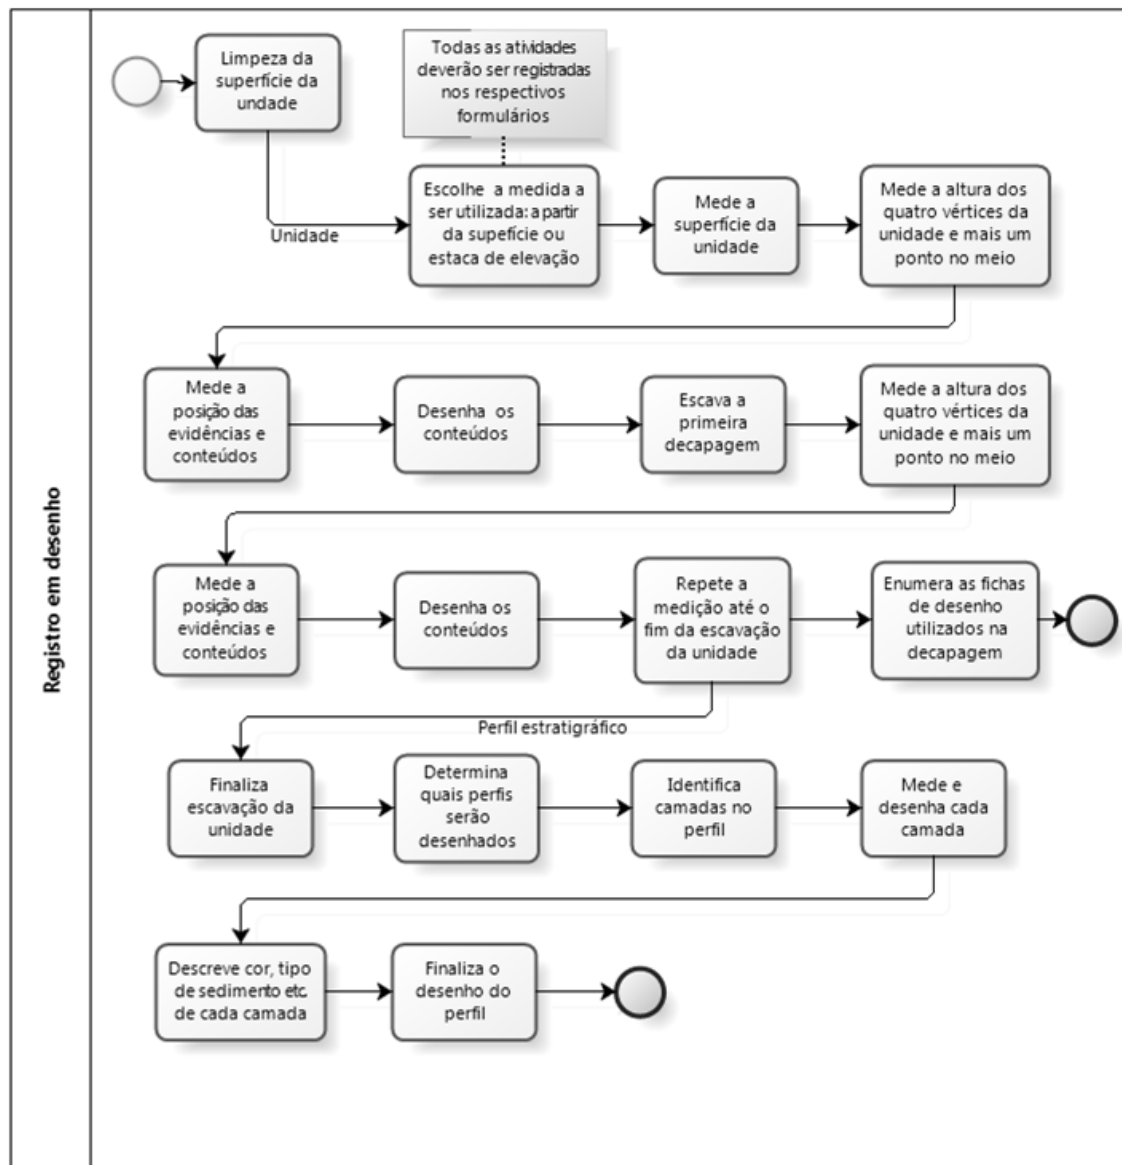 Registro em desenho
Limpeza da
superfície da
undade
Todas as atividades
deverão ser registradas
nos respectivos
formulários
Unidade
Escolhe a medida a
ser utilizada: a partir
da supefície ou
estaca de elevação
Mede a
superfície da
unidade
Mede a altura dos
quatro vértices da
unidade e mais um
ponto no meio
Mede a
posição das
evidências e
conteúdos
Desenha os
conteúdos
Escava a
primeira
decapagem
Mede a altura dos
quatro vértices da
unidade e mais um
ponto no meio
Mede a
posição das
evidências e
conteúdos
Desenha os
conteúdos
Repete a
medição até o
fim da escavação
da unidade
Enumera as fichas
de desenho
utilizados na
decapagem
Perfil estratigráfico
Finaliza
escavação da
unidade
Determina
quais perfis
serão
desenhados
Identifica
camadas no
perfil
Mede e
desenha cada
camada
Descreve cor, tipo
de sedimento etc.
de cada camada
Finaliza o
desenho do
perfil